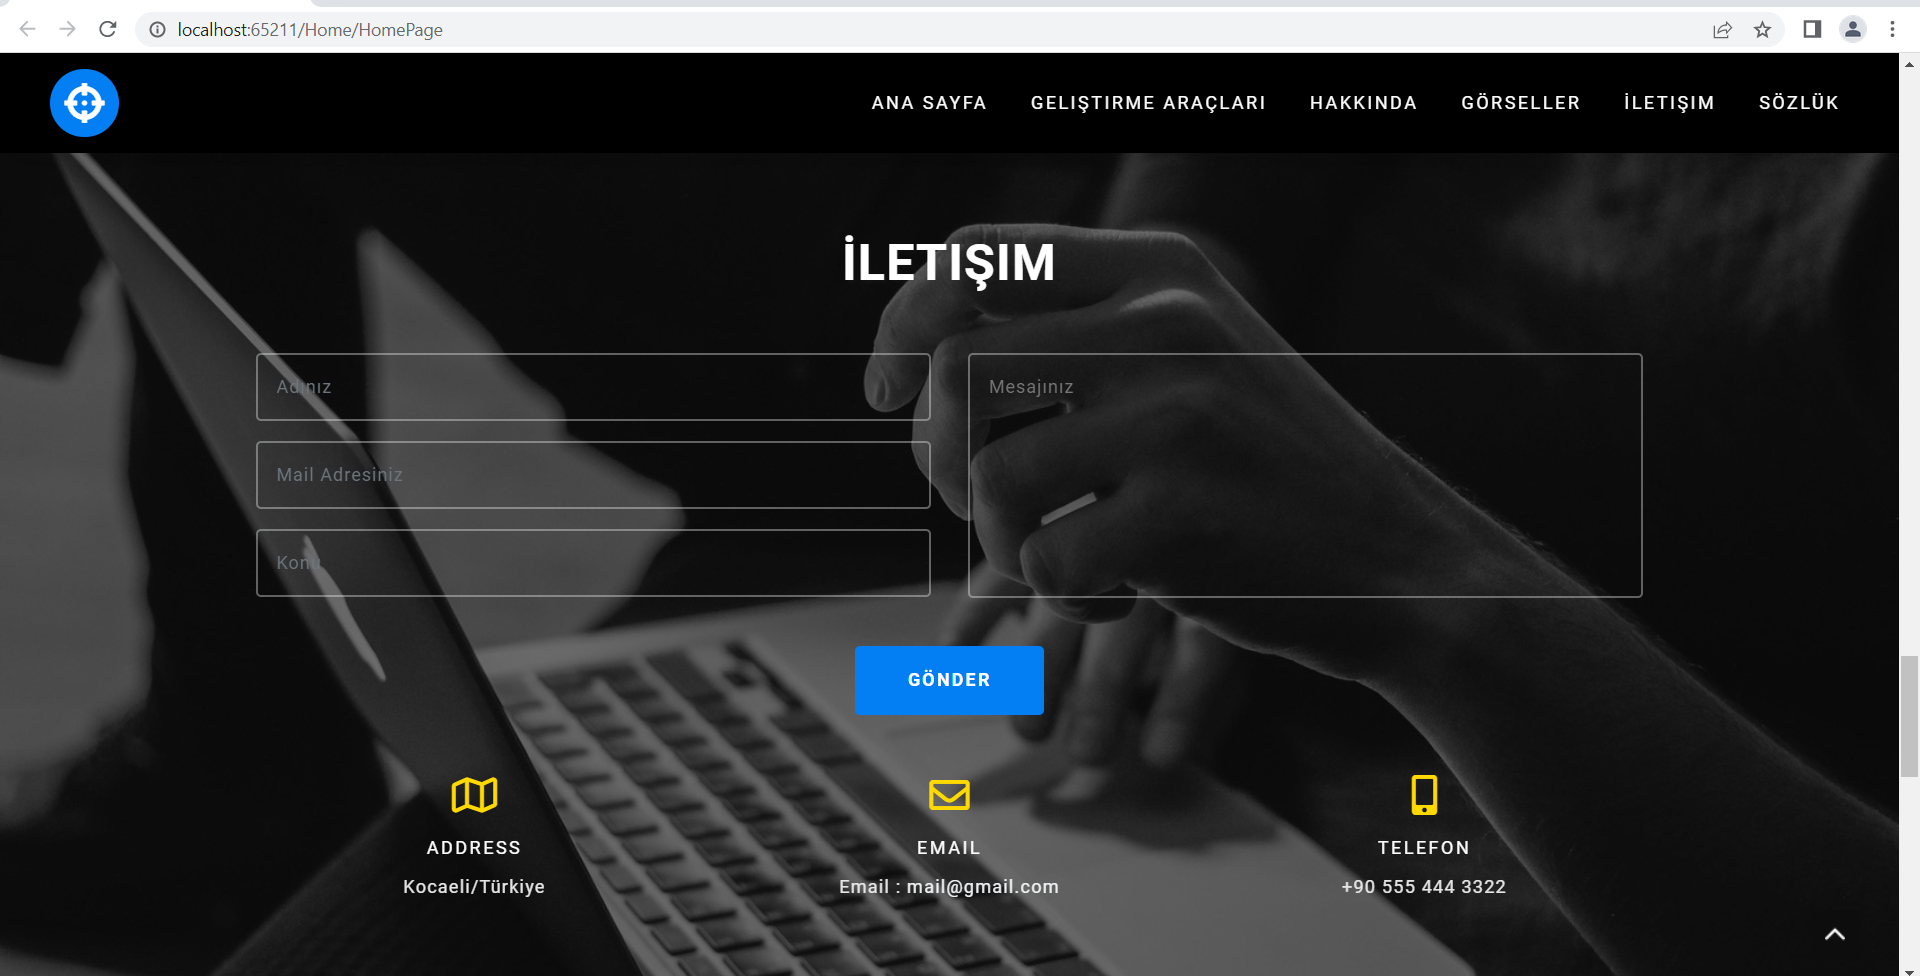 localhost:65211/Home/HomePage
ANA SAYFA GELIŞTIRME ARAÇLARI HAKKINDA GÖRSELLER İLETIŞIM SÖZLÜK
İLETIŞIM
Adınız
Mesajınız
Mail Adresiniz
Konu
GÖNDER
ADDRESS
Kocaeli/Türkiye
EMAIL
Email : mail@gmail.com
TELEFON
+90 555 444 3322